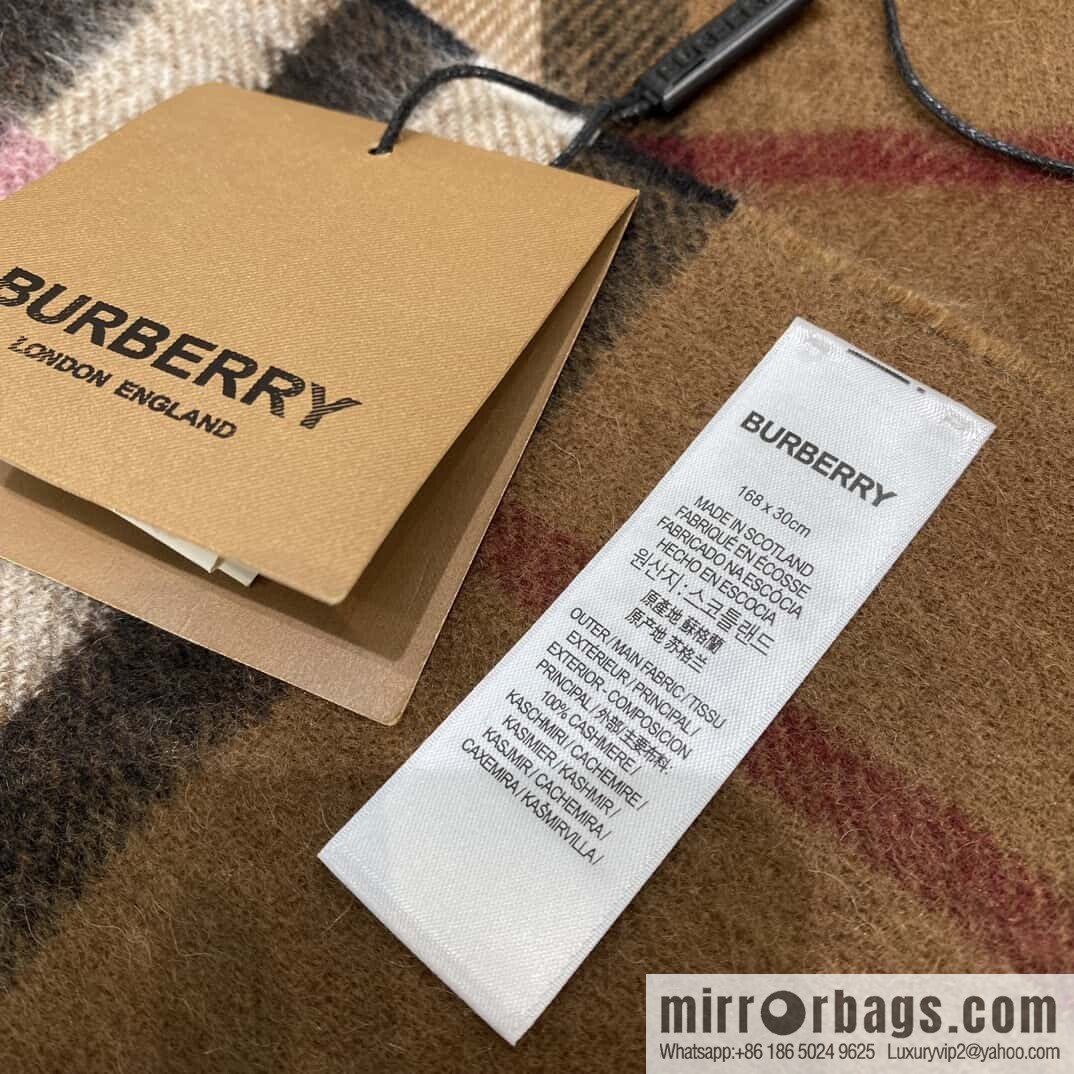 BURBERRY
LONDON ENGLAND
BURBERRY
168 x 30cm
MADE IN SCOTLAND
FABRIQUÉ EN ÉCOSSE
FABRICADO NA ESCÓCIA
HECHO EN ESCOCIA
원산지 : 스코틀랜드
原產地 蘇格蘭
原产地 苏格兰
OUTER / MAIN FABRIC / TISSU
EXTÉRIEUR / PRINCIPAL /
EXTERIOR - COMPOSICION
PRINCIPAL / 外部/主要布料:
100% CASHMERE /
KASCHMIRI / CACHEMIRE /
KASIMIER / KASHMIR /
KASJMIR / CACHEMIRA /
CAXEMIRA / KAŠMIRVILLA /
mirrorbags.com
Whatsapp:+86 186 5024 9625 Luxuryvip2@yahoo.com